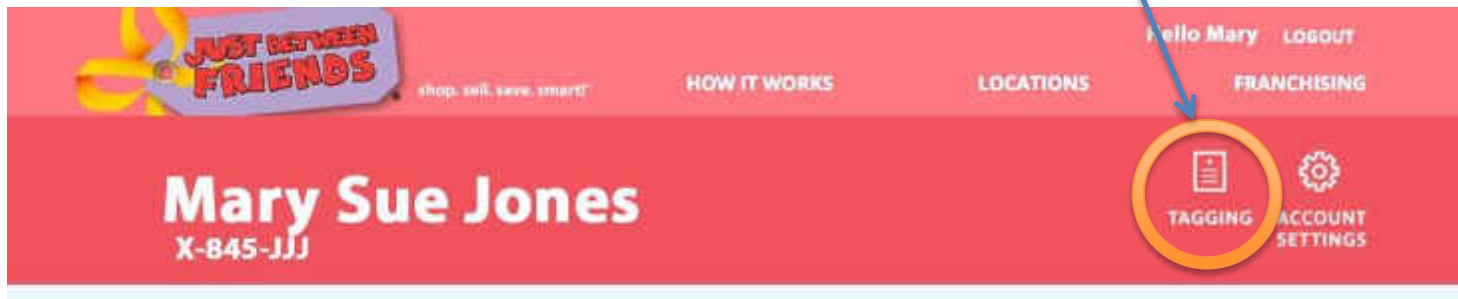 JUST BETWEEN
FRIENDS
shop. sell. save. smart!
Hello Mary LOGOUT
HOW IT WORKS LOCATIONS FRANCHISING
Mary Sue Jones
X-845-JJJ
TAGGING
ACCOUNT
SETTINGS